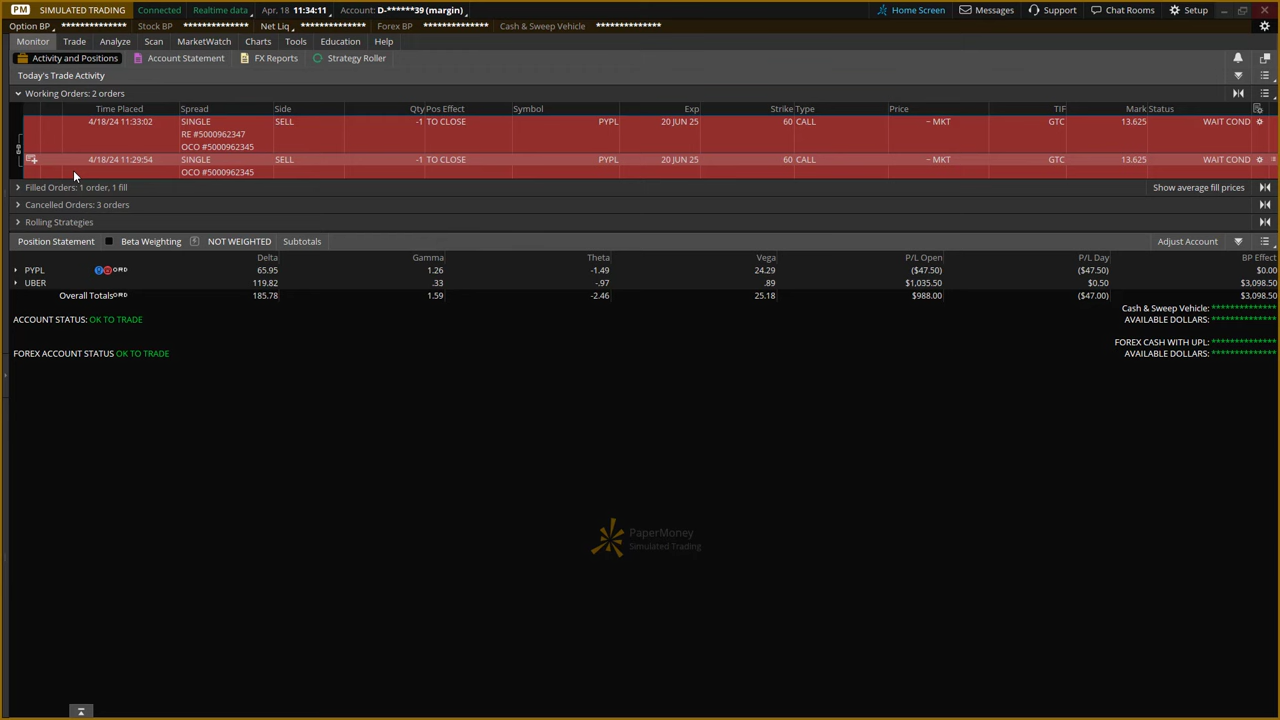 PM SIMULATED TRADING Connected Realtime data Apr, 18 11:34:11 Account: D-******39 (margin) Home Screen Messages Support Chat Rooms Setup
Option BP ************** Stock BP ************** Net Liq ************** Forex BP ************** Cash & Sweep Vehicle **************
Monitor Trade Analyze Scan MarketWatch Charts Tools Education Help
Activity and Positions Account Statement FX Reports Strategy Roller
Today's Trade Activity
Working Orders: 2 orders
Time Placed Spread Side Qty Pos Effect Symbol Exp Strike Type Price TIF Mark Status
4/18/24 11:33:02 SINGLE SELL -1 TO CLOSE PYPL 20 JUN 25 60 CALL ~ MKT GTC 13.625 WAIT COND
RE #5000962347
OCO #5000962345
4/18/24 11:29:54 SINGLE SELL -1 TO CLOSE PYPL 20 JUN 25 60 CALL ~ MKT GTC 13.625 WAIT COND
OCO #5000962345
Filled Orders: 1 order, 1 fill Show average fill prices
Cancelled Orders: 3 orders
Rolling Strategies
Position Statement Beta Weighting NOT WEIGHTED Subtotals Adjust Account
Delta Gamma Theta Vega P/L Open P/L Day BP Effect
PYPL 65.95 1.26 -1.49 24.29 ($47.50) ($47.50) $0.00
UBER 119.82 .33 -.97 .89 $1,035.50 $0.50 $3,098.50
Overall Totals 185.78 1.59 -2.46 25.18 $988.00 ($47.00) $3,098.50
Cash & Sweep Vehicle: **************
ACCOUNT STATUS: OK TO TRADE AVAILABLE DOLLARS: **************
FOREX CASH WITH UPL: **************
FOREX ACCOUNT STATUS OK TO TRADE AVAILABLE DOLLARS: **************
PaperMoney
Simulated Trading